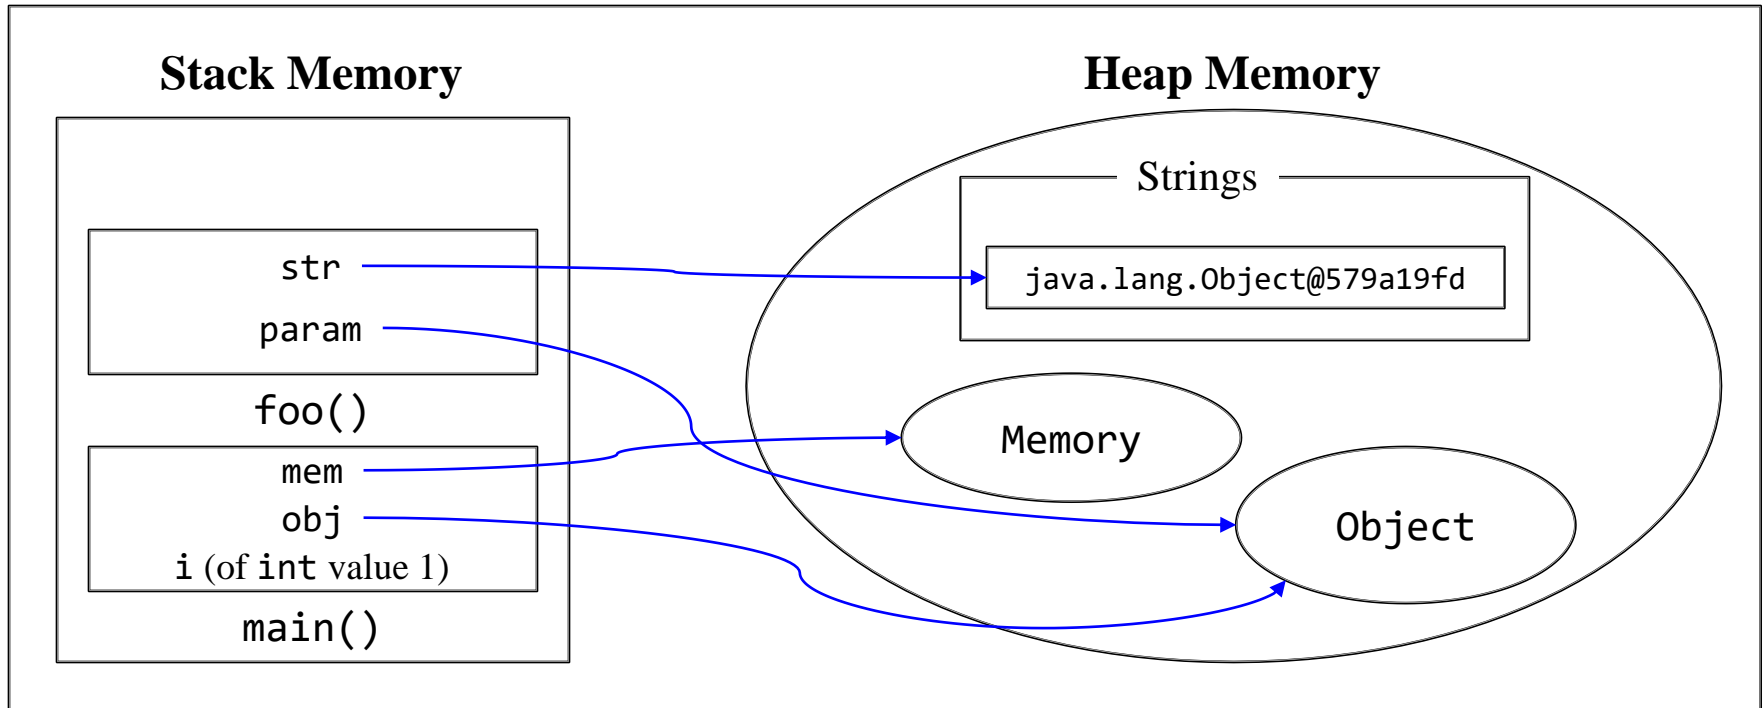 Stack Memory
Heap Memory
Strings
str
java.lang.Object@579a19fd
param
foo()
Memory
mem
obj
Object
i (of int value 1)
main()